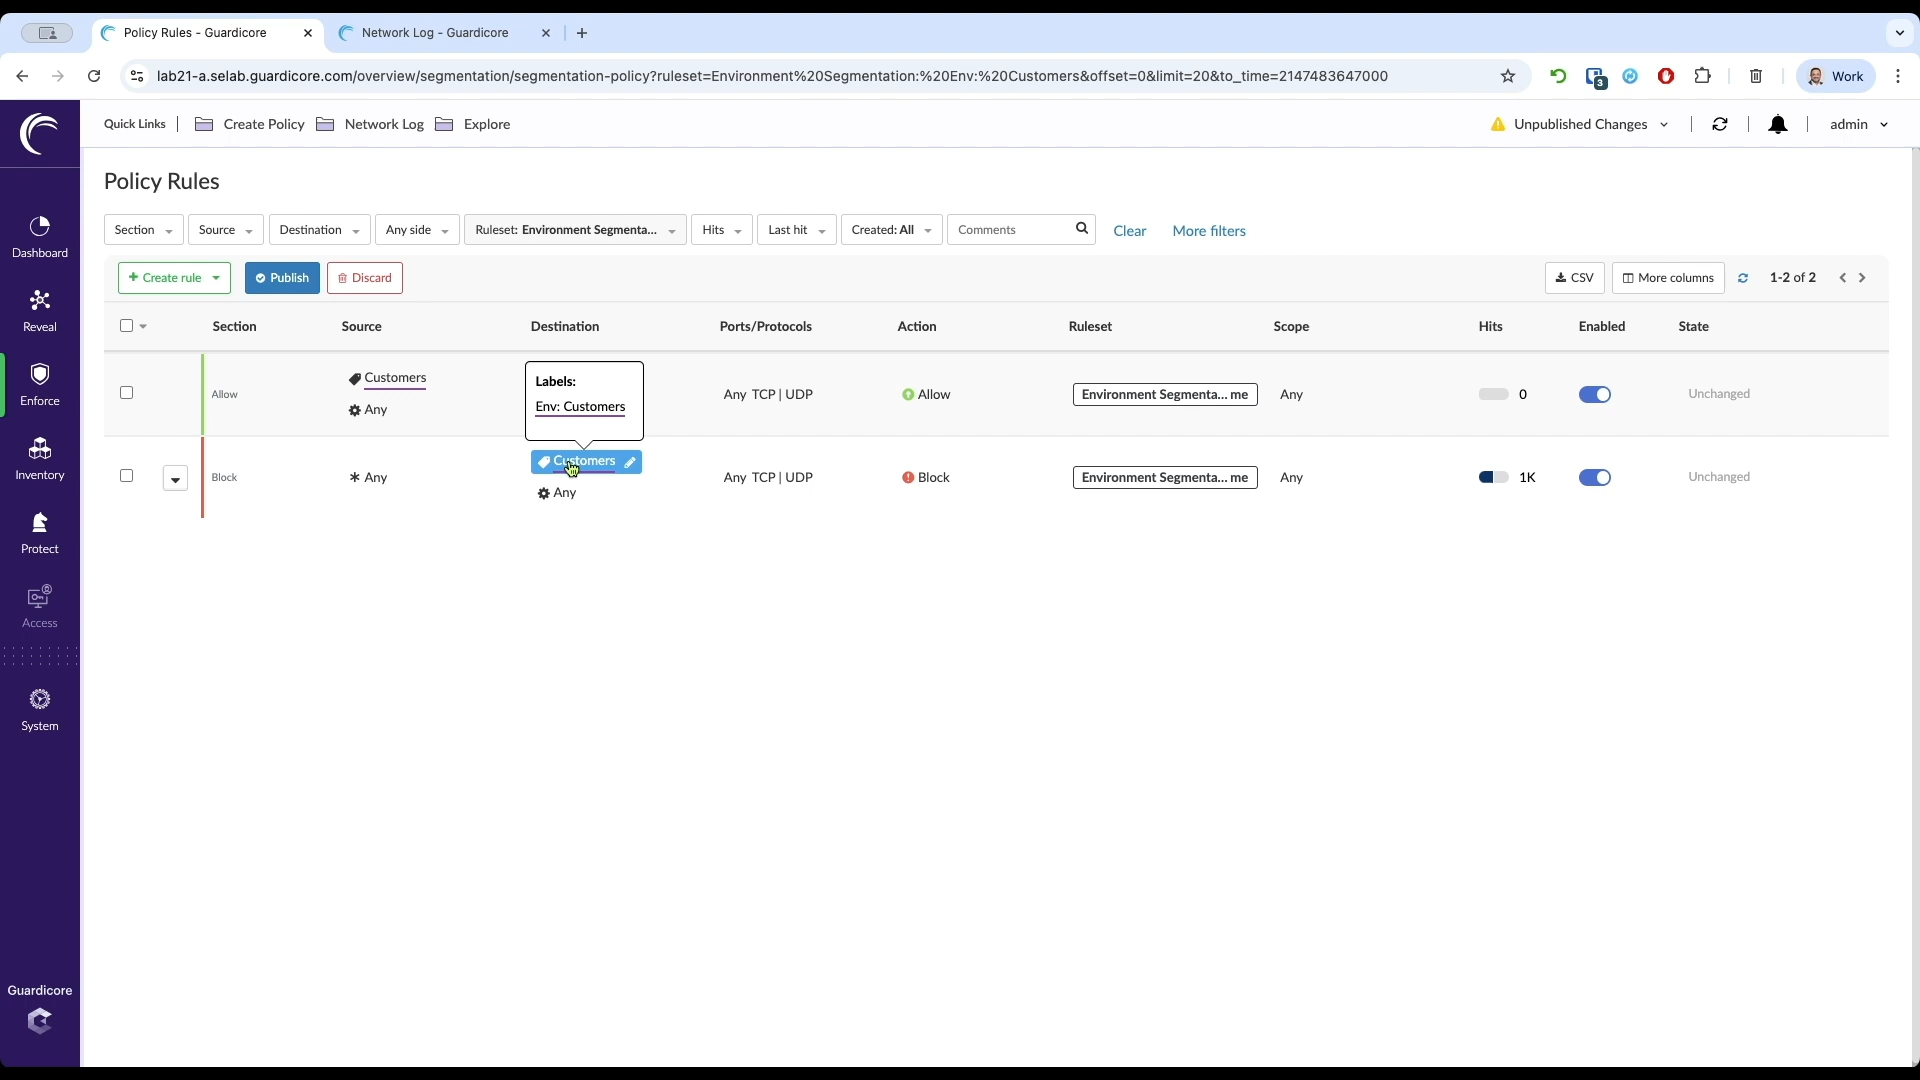 Policy Rules - Guardicore
Network Log - Guardicore
lab21-a.selab.guardicore.com/overview/segmentation/segmentation-policy?ruleset=Environment%20Segmentation:%20Env:%20Customers&offset=0&limit=20&to_time=2147483647000
3
Work
Quick Links
Create Policy
Network Log
Explore
Unpublished Changes
admin
Policy Rules
Section
Source
Destination
Any side
Ruleset: Environment Segmenta...
Hits
Last hit
Created: All
Comments
Clear
More filters
+ Create rule
Publish
Discard
CSV
More columns
1-2 of 2
Section
Source
Destination
Ports/Protocols
Action
Ruleset
Scope
Hits
Enabled
State
Allow
Customers
Any
Labels:
Env: Customers
Any TCP | UDP
Allow
Environment Segmenta... me
Any
0
Unchanged
Block
Any
Customers
Any
Any TCP | UDP
Block
Environment Segmenta... me
Any
1K
Unchanged
Dashboard
Reveal
Enforce
Inventory
Protect
Access
System
Guardicore